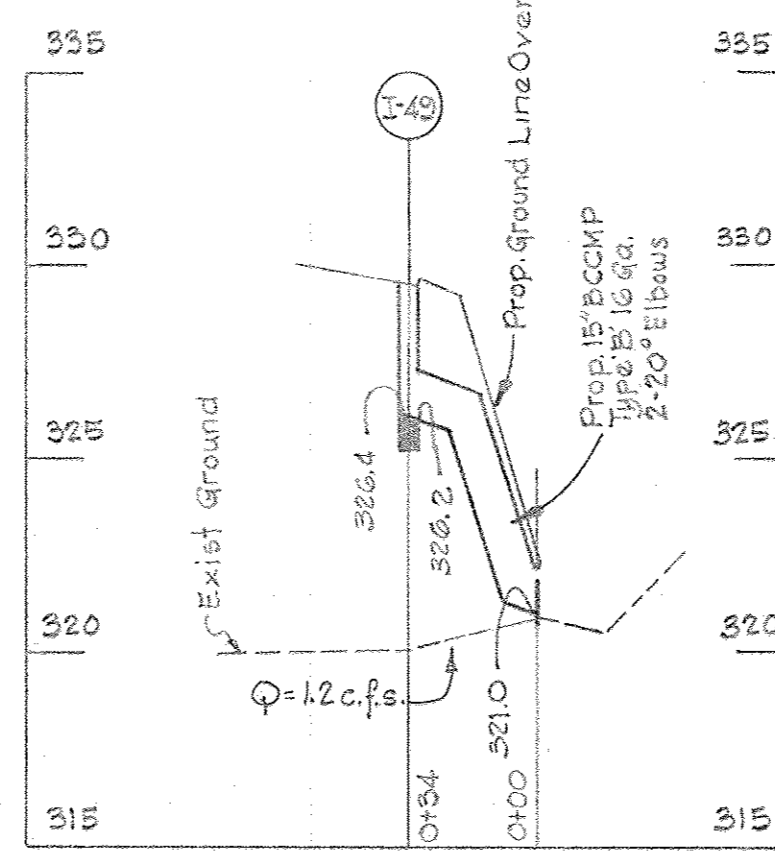 335
335
I-49
Prop. Ground Line Over
330
330
Prop. 15" BCCMP
Type 'B' 16 Ga.
2-20° Elbows
325
325
Exist Ground
326.4
326.2
320
320
Q=1.2 c.f.s.
321.0
0+34
0+00
315
315